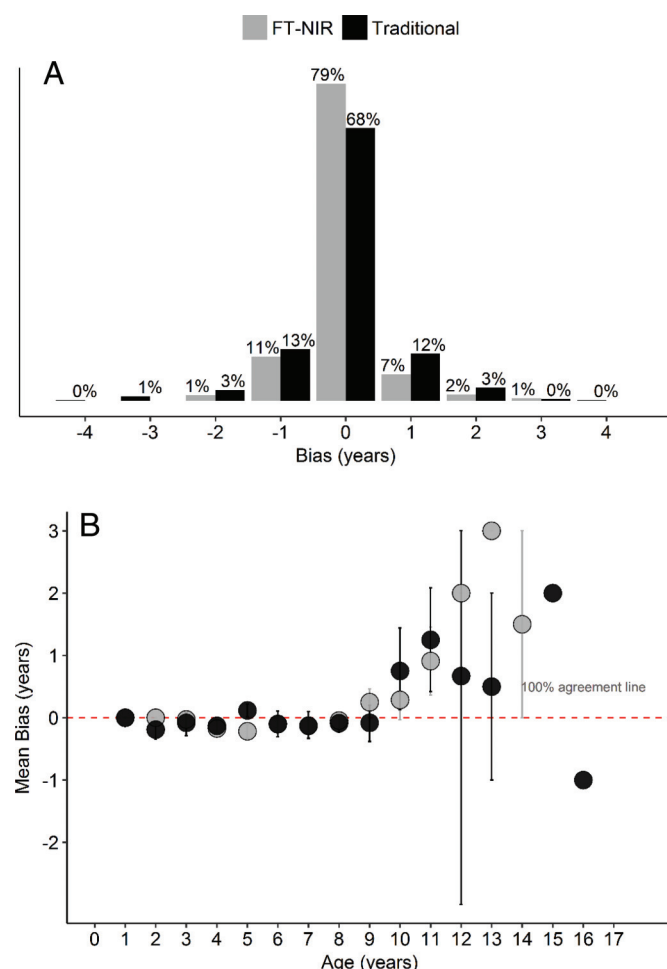 FT-NIR Traditional
A
79%
68%
11% 13% 12%
7%
0% 1% 1% 3% 2% 3% 1% 0% 0%
-4 -3 -2 -1 0 1 2 3 4
Bias (years)
B
3
2
1
100% agreement line
0
-1
-2
Mean Bias (years)
0 1 2 3 4 5 6 7 8 9 10 11 12 13 14 15 16 17
Age (years)